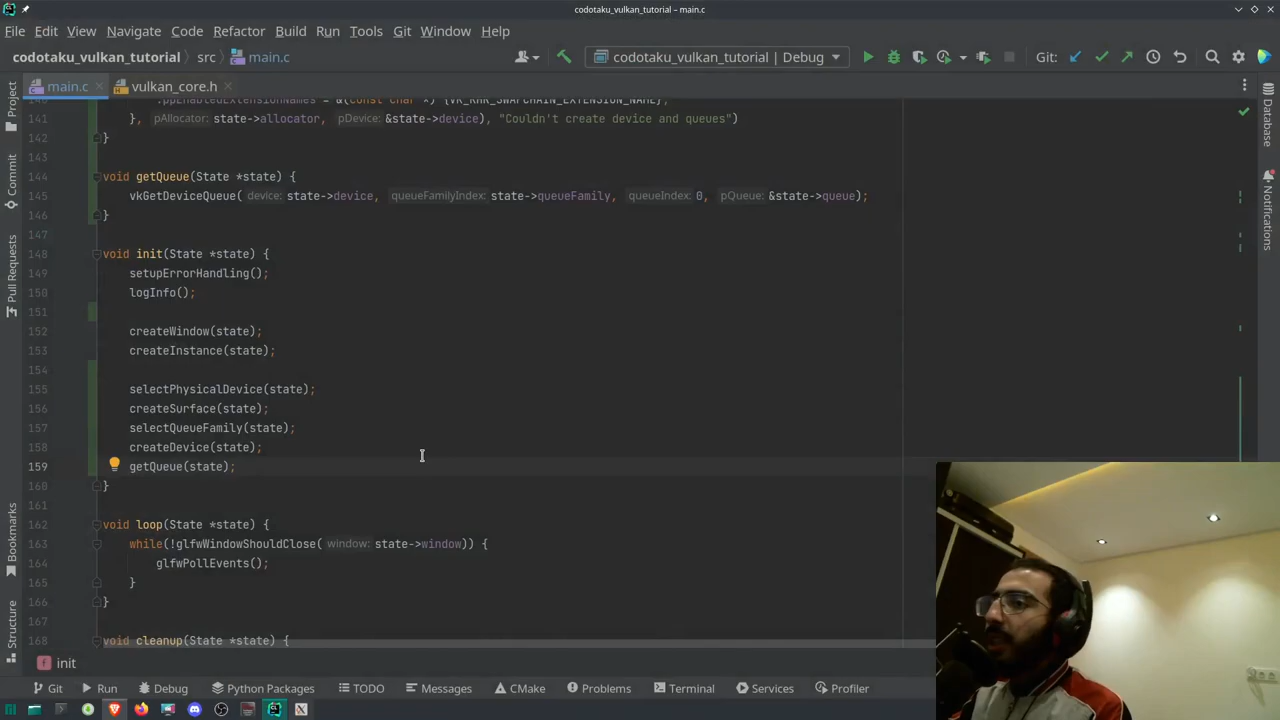 codotaku_vulkan_tutorial – main.c
File Edit View Navigate Code Refactor Build Run Tools Git Window Help
codotaku_vulkan_tutorial src main.c codotaku_vulkan_tutorial | Debug Git:
main.c vulkan_core.h
Project
Commit
Pull Requests
Bookmarks
Structure
Database
Notifications
140 .ppEnabledExtensionNames = &(const char *) {VK_KHR_SWAPCHAIN_EXTENSION_NAME},
141 }, pAllocator: state->allocator, pDevice: &state->device), "Couldn't create device and queues")
142 }
143
144 void getQueue(State *state) {
145 vkGetDeviceQueue( device: state->device, queueFamilyIndex: state->queueFamily, queueIndex: 0, pQueue: &state->queue);
146 }
147
148 void init(State *state) {
149 setupErrorHandling();
150 logInfo();
151
152 createWindow(state);
153 createInstance(state);
154
155 selectPhysicalDevice(state);
156 createSurface(state);
157 selectQueueFamily(state);
158 createDevice(state);
159 getQueue(state);
160 }
161
162 void loop(State *state) {
163 while(!glfwWindowShouldClose( window: state->window)) {
164 glfwPollEvents();
165 }
166 }
167
168 void cleanup(State *state) {
f init
Git Run Debug Python Packages TODO Messages CMake Problems Terminal Services Profiler